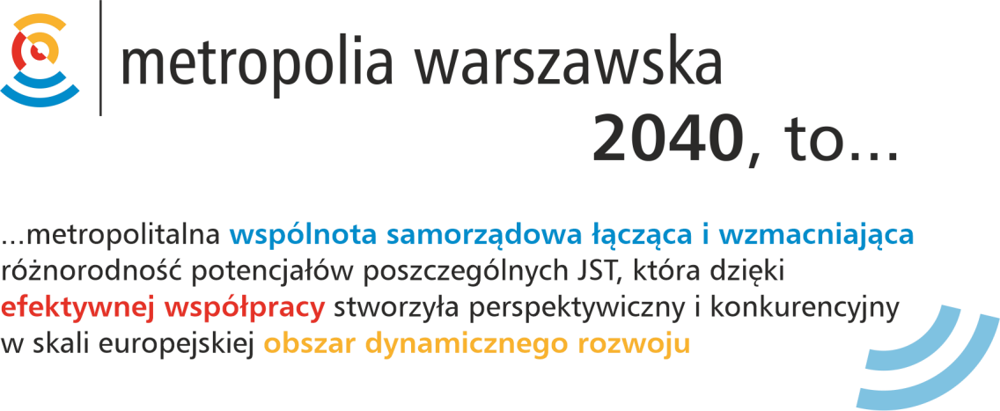 metropolia warszawska
2040, to...
...metropolitalna wspólnota samorządowa łącząca i wzmacniająca
różnorodność potencjałów poszczególnych JST, która dzięki
efektywnej współpracy stworzyła perspektywiczny i konkurencyjny
w skali europejskiej obszar dynamicznego rozwoju